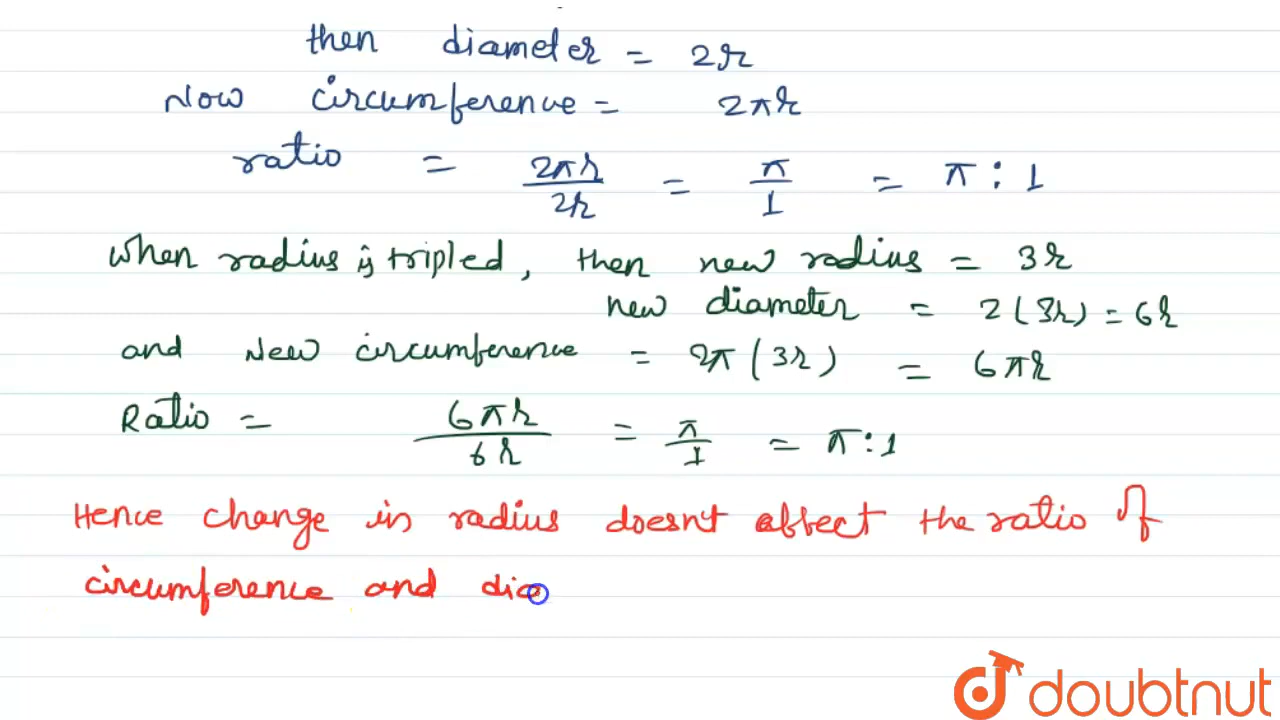 then diameter = 2r
Now circumference = 2πr
ratio = 2πr/2r = π/1 = π : 1
When radius is tripled, then new radius = 3r
new diameter = 2(3r) = 6r
and New circumference = 2π(3r) = 6πr
Ratio = 6πr/6r = π/1 = π:1
Hence change in radius doesn't affect the ratio of
circumference and dia
doubtnut